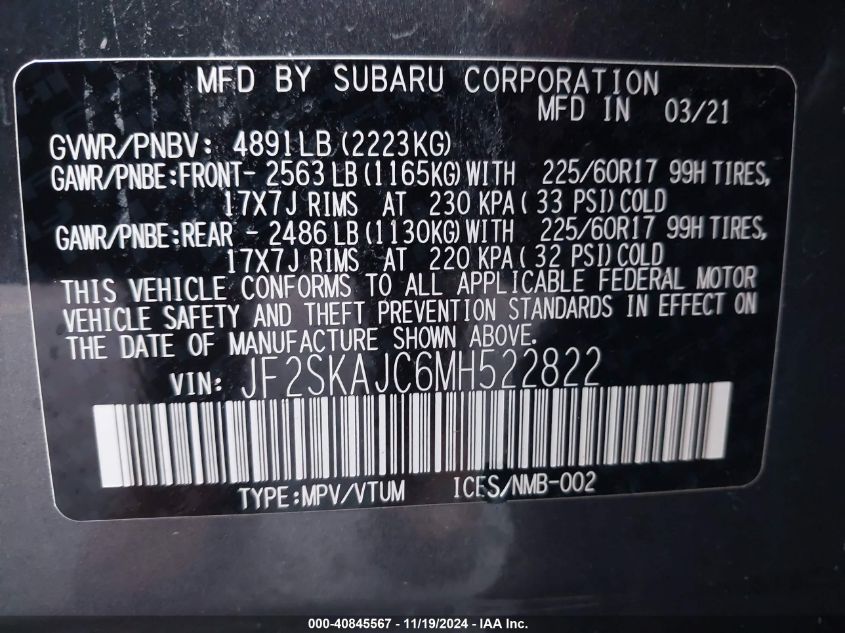 MFD BY SUBARU CORPORATION
MFD IN 03/21
GVWR/PNBV: 4891LB (2223KG)
GAWR/PNBE:FRONT- 2563 LB (1165KG) WITH 225/60R17 99H TIRES,
17X7J RIMS AT 230 KPA ( 33 PSI) COLD
GAWR/PNBE:REAR - 2486 LB (1130KG) WITH 225/60R17 99H TIRES,
17X7J RIMS AT 220 KPA ( 32 PSI) COLD
THIS VEHICLE CONFORMS TO ALL APPLICABLE FEDERAL MOTOR
VEHICLE SAFETY AND THEFT PREVENTION STANDARDS IN EFFECT ON
THE DATE OF MANUFACTURE SHOWN ABOVE.
VIN: JF2SKAJC6MH522822
TYPE:MPV/VTUM ICES/NMB-002
000-40845567 - 11/19/2024 - IAA Inc.